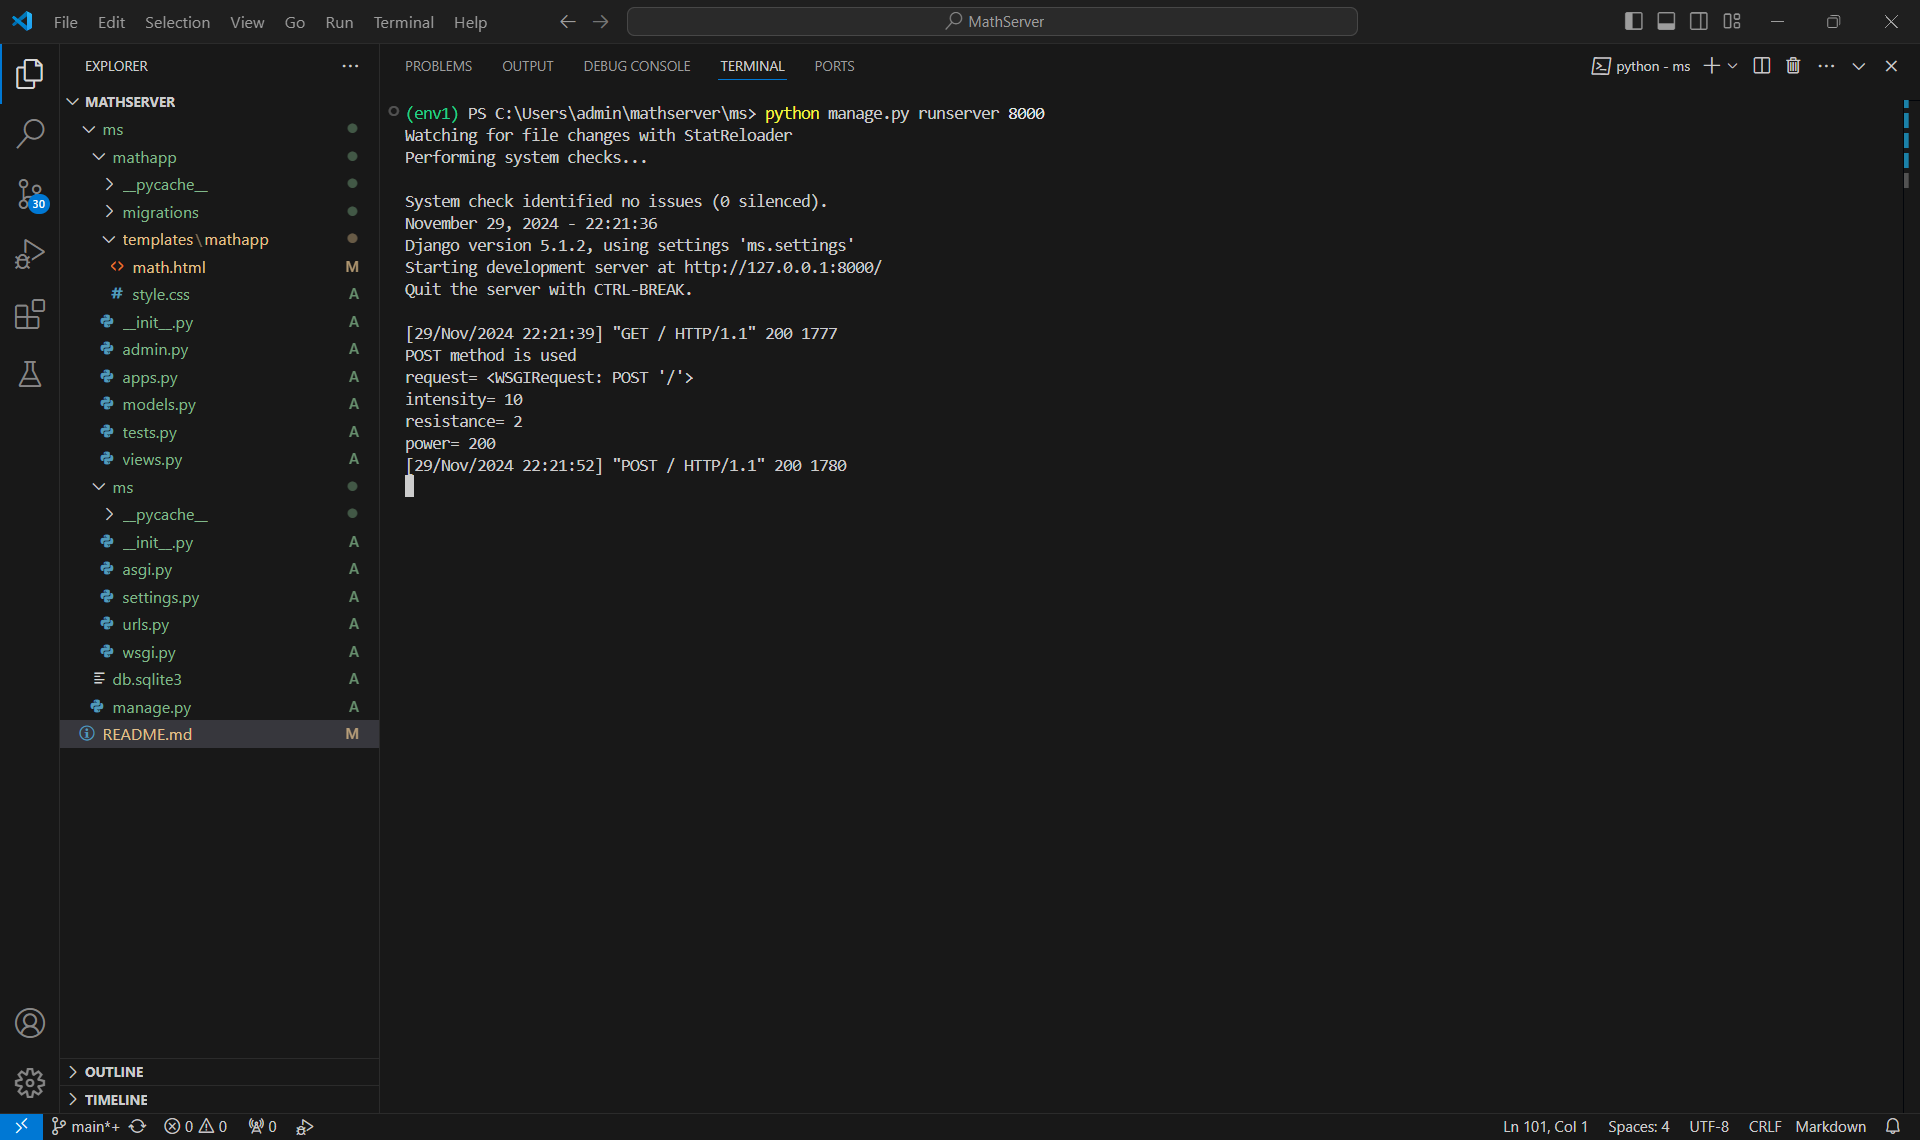 File Edit Selection View Go Run Terminal Help
MathServer
EXPLORER
MATHSERVER
ms
mathapp
__pycache__
migrations
templates\mathapp
<> math.html M
# style.css A
__init__.py A
admin.py A
apps.py A
models.py A
tests.py A
views.py A
ms
__pycache__
__init__.py A
asgi.py A
settings.py A
urls.py A
wsgi.py A
db.sqlite3 A
manage.py A
README.md M
OUTLINE
TIMELINE
30
PROBLEMS OUTPUT DEBUG CONSOLE TERMINAL PORTS
python - ms
(env1) PS C:\Users\admin\mathserver\ms> python manage.py runserver 8000
Watching for file changes with StatReloader
Performing system checks...
System check identified no issues (0 silenced).
November 29, 2024 - 22:21:36
Django version 5.1.2, using settings 'ms.settings'
Starting development server at http://127.0.0.1:8000/
Quit the server with CTRL-BREAK.
[29/Nov/2024 22:21:39] "GET / HTTP/1.1" 200 1777
POST method is used
request= <WSGIRequest: POST '/'>
intensity= 10
resistance= 2
power= 200
[29/Nov/2024 22:21:52] "POST / HTTP/1.1" 200 1780
main*+ 0 0 0
Ln 101, Col 1 Spaces: 4 UTF-8 CRLF Markdown